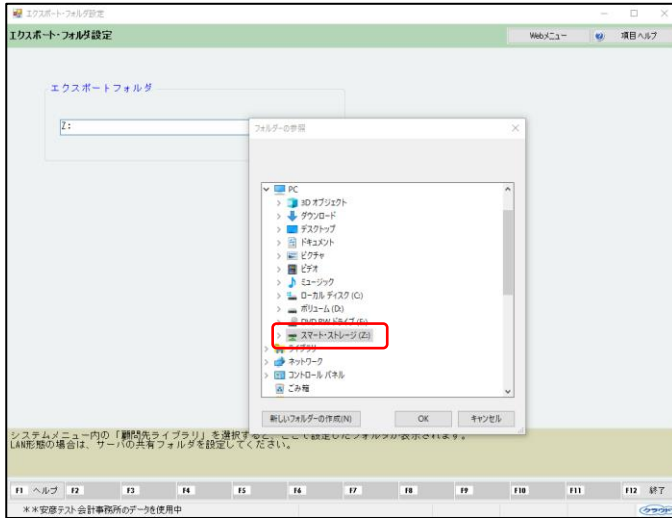 エクスポート・フォルダ設定
エクスポート・フォルダ設定
Webメニュー
項目ヘルプ
エクスポートフォルダ
Z:
フォルダーの参照
PC
3D オブジェクト
ダウンロード
デスクトップ
ドキュメント
ピクチャ
ビデオ
ミュージック
ローカル ディスク (C:)
ボリューム (D:)
DVD RW ドライブ (E:)
スマート・ストレージ (Z:)
ライブラリ
ネットワーク
コントロール パネル
ごみ箱
新しいフォルダーの作成(N)
OK
キャンセル
システムメニュー内の「顧問先ライブラリ」を選択すると、ここで設定したフォルダが表示されます。
LAN形態の場合は、サーバの共有フォルダを設定してください。
F1 ヘルプ F2 F3 F4 F5 F6 F7 F8 F9 F10 F11 F12 終了
**安彦テスト会計事務所のデータを使用中